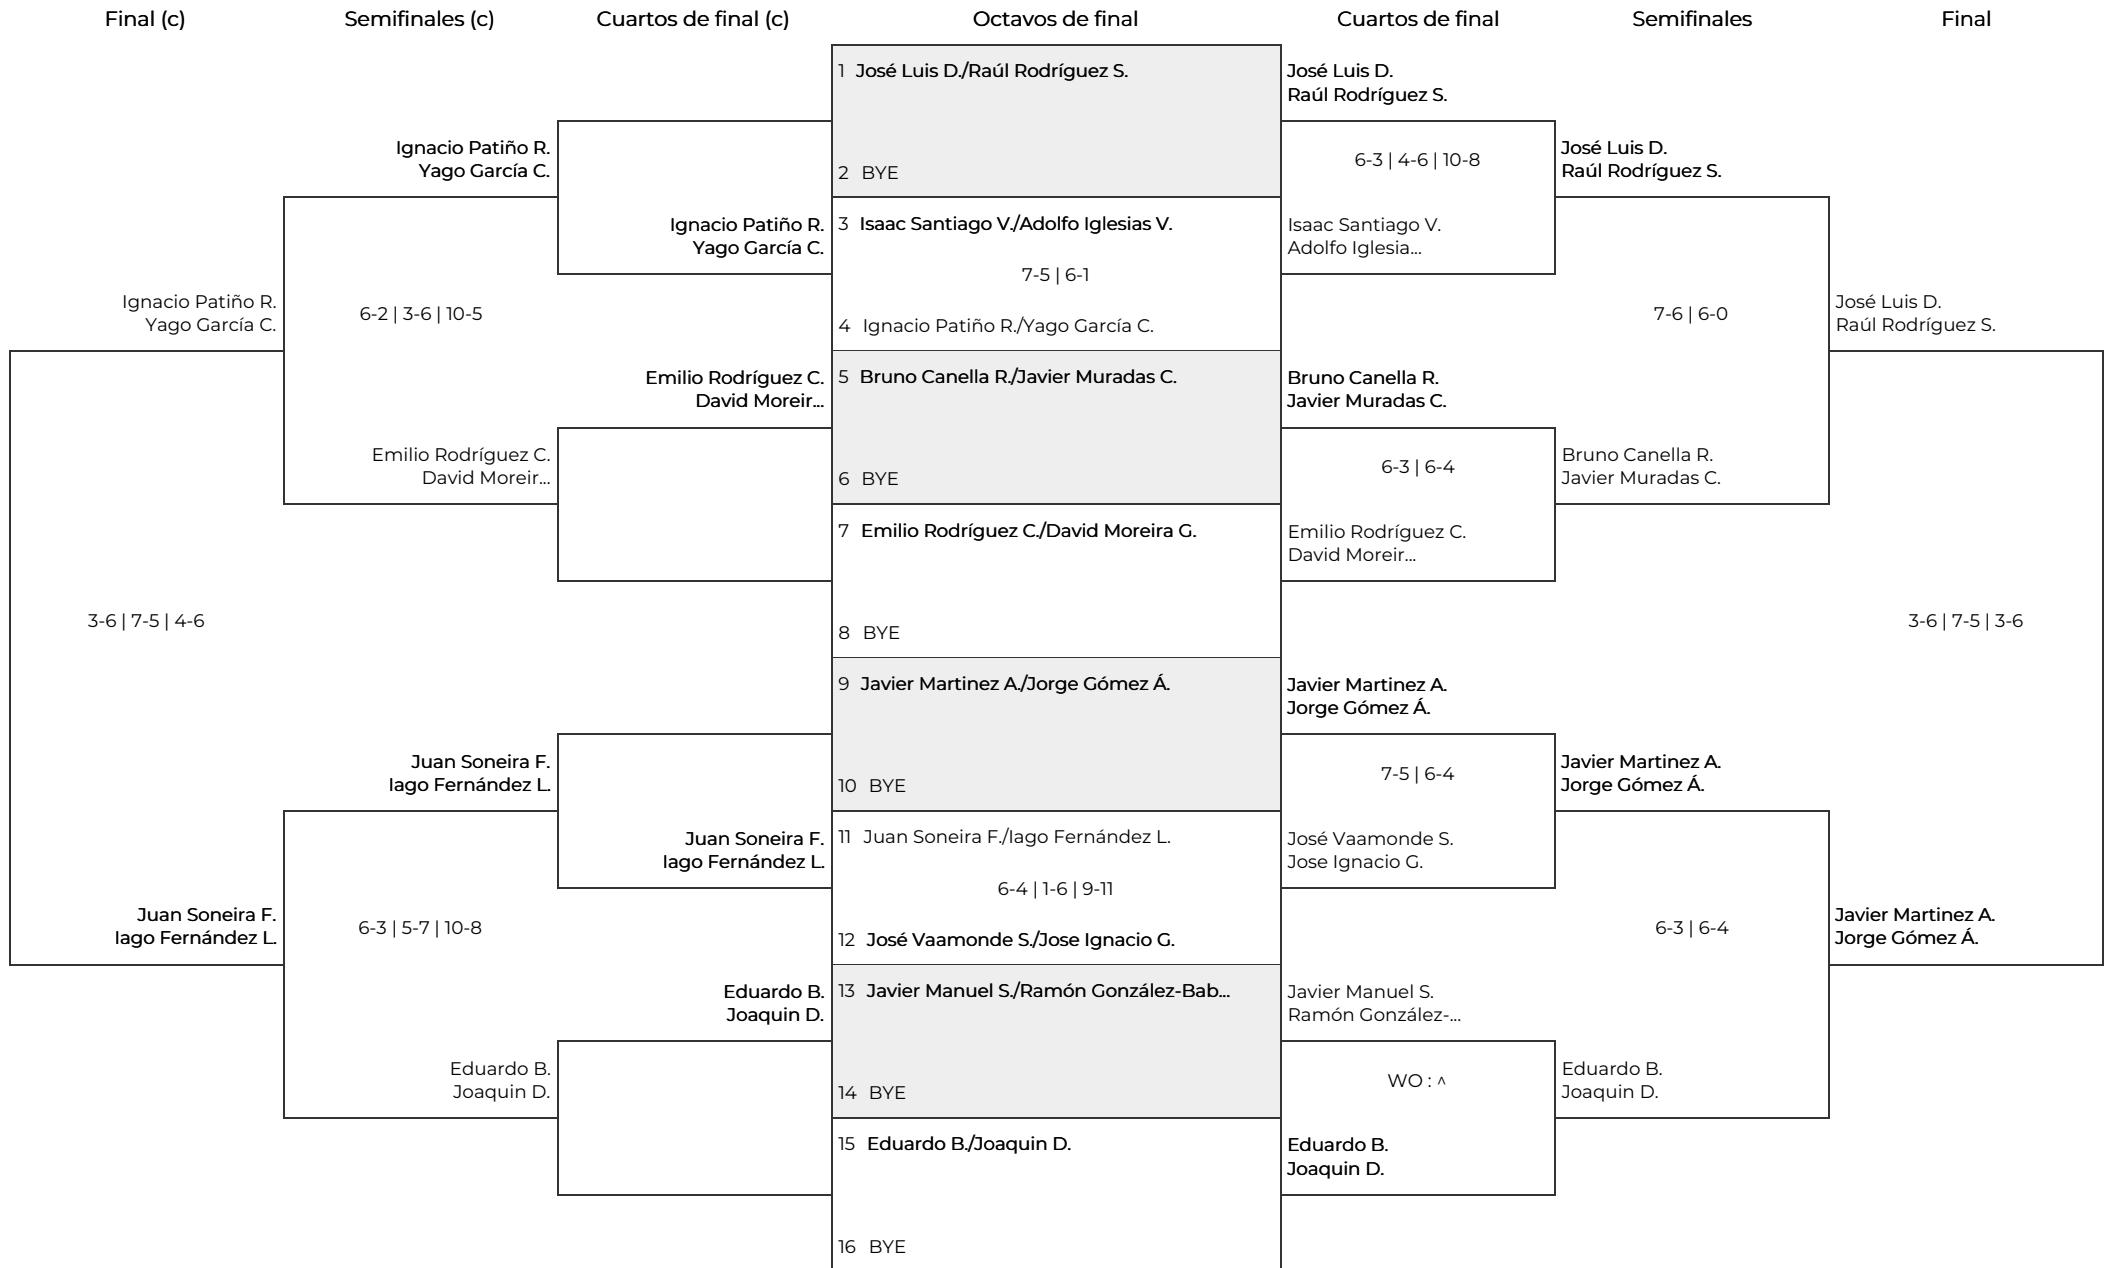 Final (c)
Semifinales (c)
Cuartos de final (c)
Octavos de final
Cuartos de final
Semifinales
Final
Ignacio Patiño R.
Yago García C.
3-6 | 7-5 | 4-6
Juan Soneira F.
Iago Fernández L.
Ignacio Patiño R.
Yago García C.
6-2 | 3-6 | 10-5
Emilio Rodríguez C.
David Moreir...
Juan Soneira F.
Iago Fernández L.
6-3 | 5-7 | 10-8
Eduardo B.
Joaquin D.
Ignacio Patiño R.
Yago García C.
Emilio Rodríguez C.
David Moreir...
Juan Soneira F.
Iago Fernández L.
Eduardo B.
Joaquin D.
1 José Luis D./Raúl Rodríguez S.
2 BYE
3 Isaac Santiago V./Adolfo Iglesias V.
7-5 | 6-1
4 Ignacio Patiño R./Yago García C.
5 Bruno Canella R./Javier Muradas C.
6 BYE
7 Emilio Rodríguez C./David Moreira G.
8 BYE
9 Javier Martinez A./Jorge Gómez Á.
10 BYE
11 Juan Soneira F./Iago Fernández L.
6-4 | 1-6 | 9-11
12 José Vaamonde S./Jose Ignacio G.
13 Javier Manuel S./Ramón González-Bab...
14 BYE
15 Eduardo B./Joaquin D.
16 BYE
José Luis D.
Raúl Rodríguez S.
6-3 | 4-6 | 10-8
Isaac Santiago V.
Adolfo Iglesia...
Bruno Canella R.
Javier Muradas C.
6-3 | 6-4
Emilio Rodríguez C.
David Moreir...
Javier Martinez A.
Jorge Gómez Á.
7-5 | 6-4
José Vaamonde S.
Jose Ignacio G.
Javier Manuel S.
Ramón González-...
WO : ^
Eduardo B.
Joaquin D.
José Luis D.
Raúl Rodríguez S.
7-6 | 6-0
Bruno Canella R.
Javier Muradas C.
Javier Martinez A.
Jorge Gómez Á.
6-3 | 6-4
Eduardo B.
Joaquin D.
José Luis D.
Raúl Rodríguez S.
3-6 | 7-5 | 3-6
Javier Martinez A.
Jorge Gómez Á.